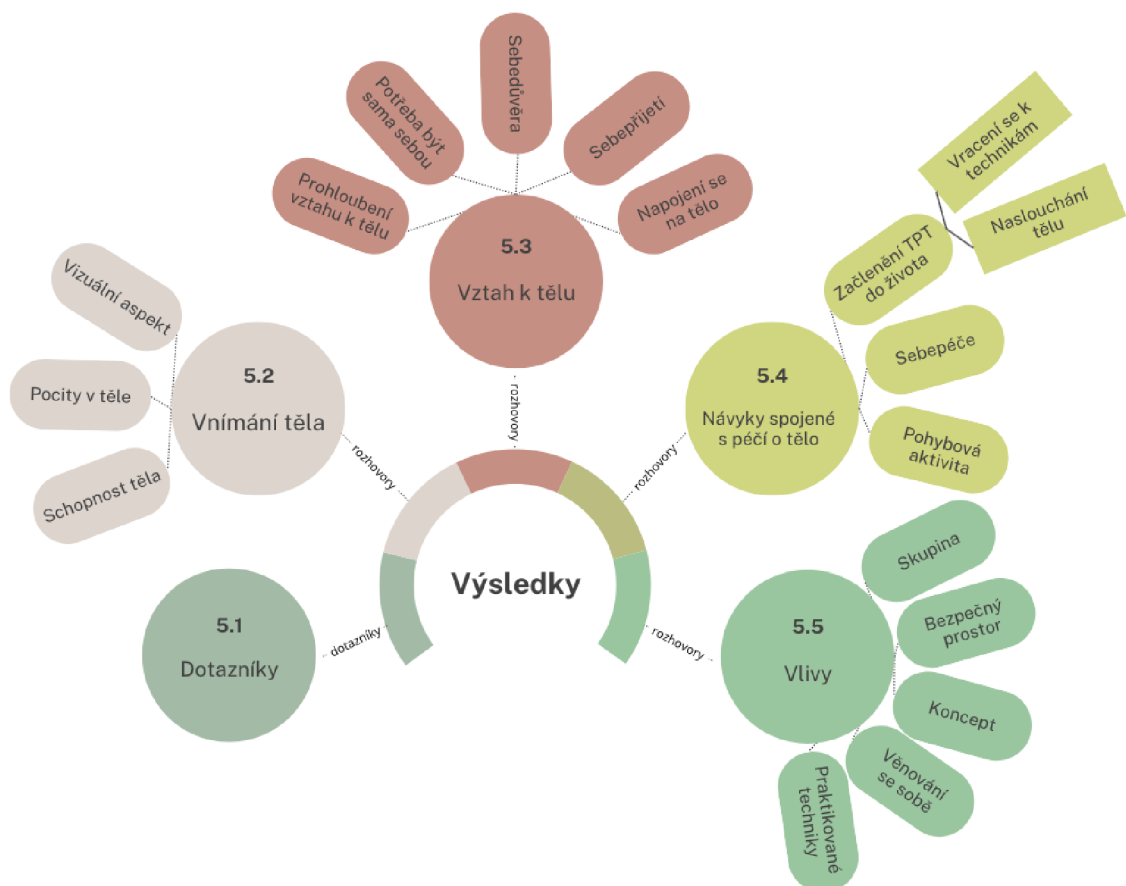 Výsledky
dotazníky
5.1
Dotazníky
rozhovory
5.2
Vnímání těla
Vizuální aspekt
Pocity v těle
Schopnost těla
rozhovory
5.3
Vztah k tělu
Prohloubení
vztahu k tělu
Potřeba být
sama sebou
Sebedůvěra
Sebepřijetí
Napojení se
na tělo
rozhovory
5.4
Návyky spojené
s péčí o tělo
Začlenění TPT
do života
Vracení se k
technikám
Naslouchání
tělu
Sebepéče
Pohybová
aktivita
rozhovory
5.5
Vlivy
Skupina
Bezpečný
prostor
Koncept
Věnování
se sobě
Praktikované
techniky